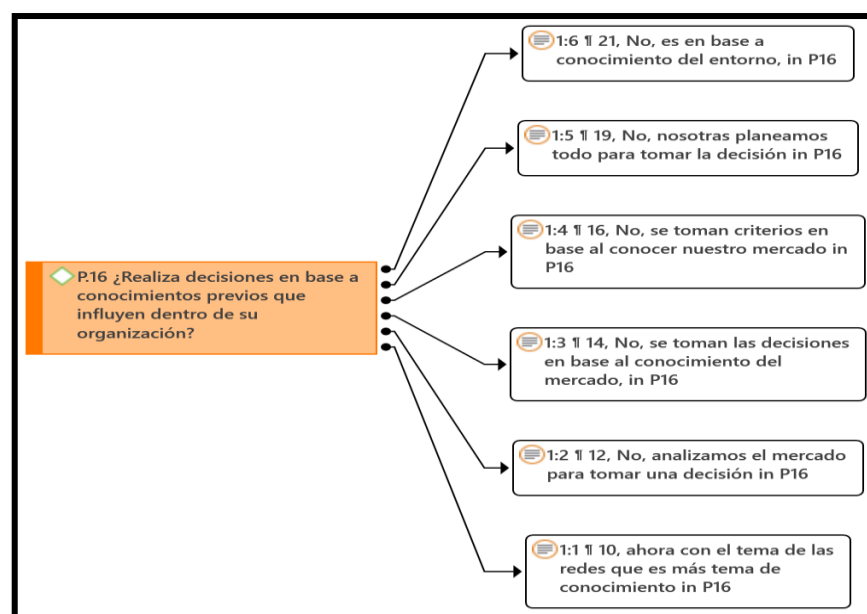 P.16 ¿Realiza decisiones en base a
conocimientos previos que
influyen dentro de su
organización?
1:6 ¶ 21, No, es en base a
conocimiento del entorno, in P16
1:5 ¶ 19, No, nosotras planeamos
todo para tomar la decisión in P16
1:4 ¶ 16, No, se toman criterios en
base al conocer nuestro mercado in
P16
1:3 ¶ 14, No, se toman las decisiones
en base al conocimiento del
mercado, in P16
1:2 ¶ 12, No, analizamos el mercado
para tomar una decisión in P16
1:1 ¶ 10, ahora con el tema de las
redes que es más tema de
conocimiento in P16